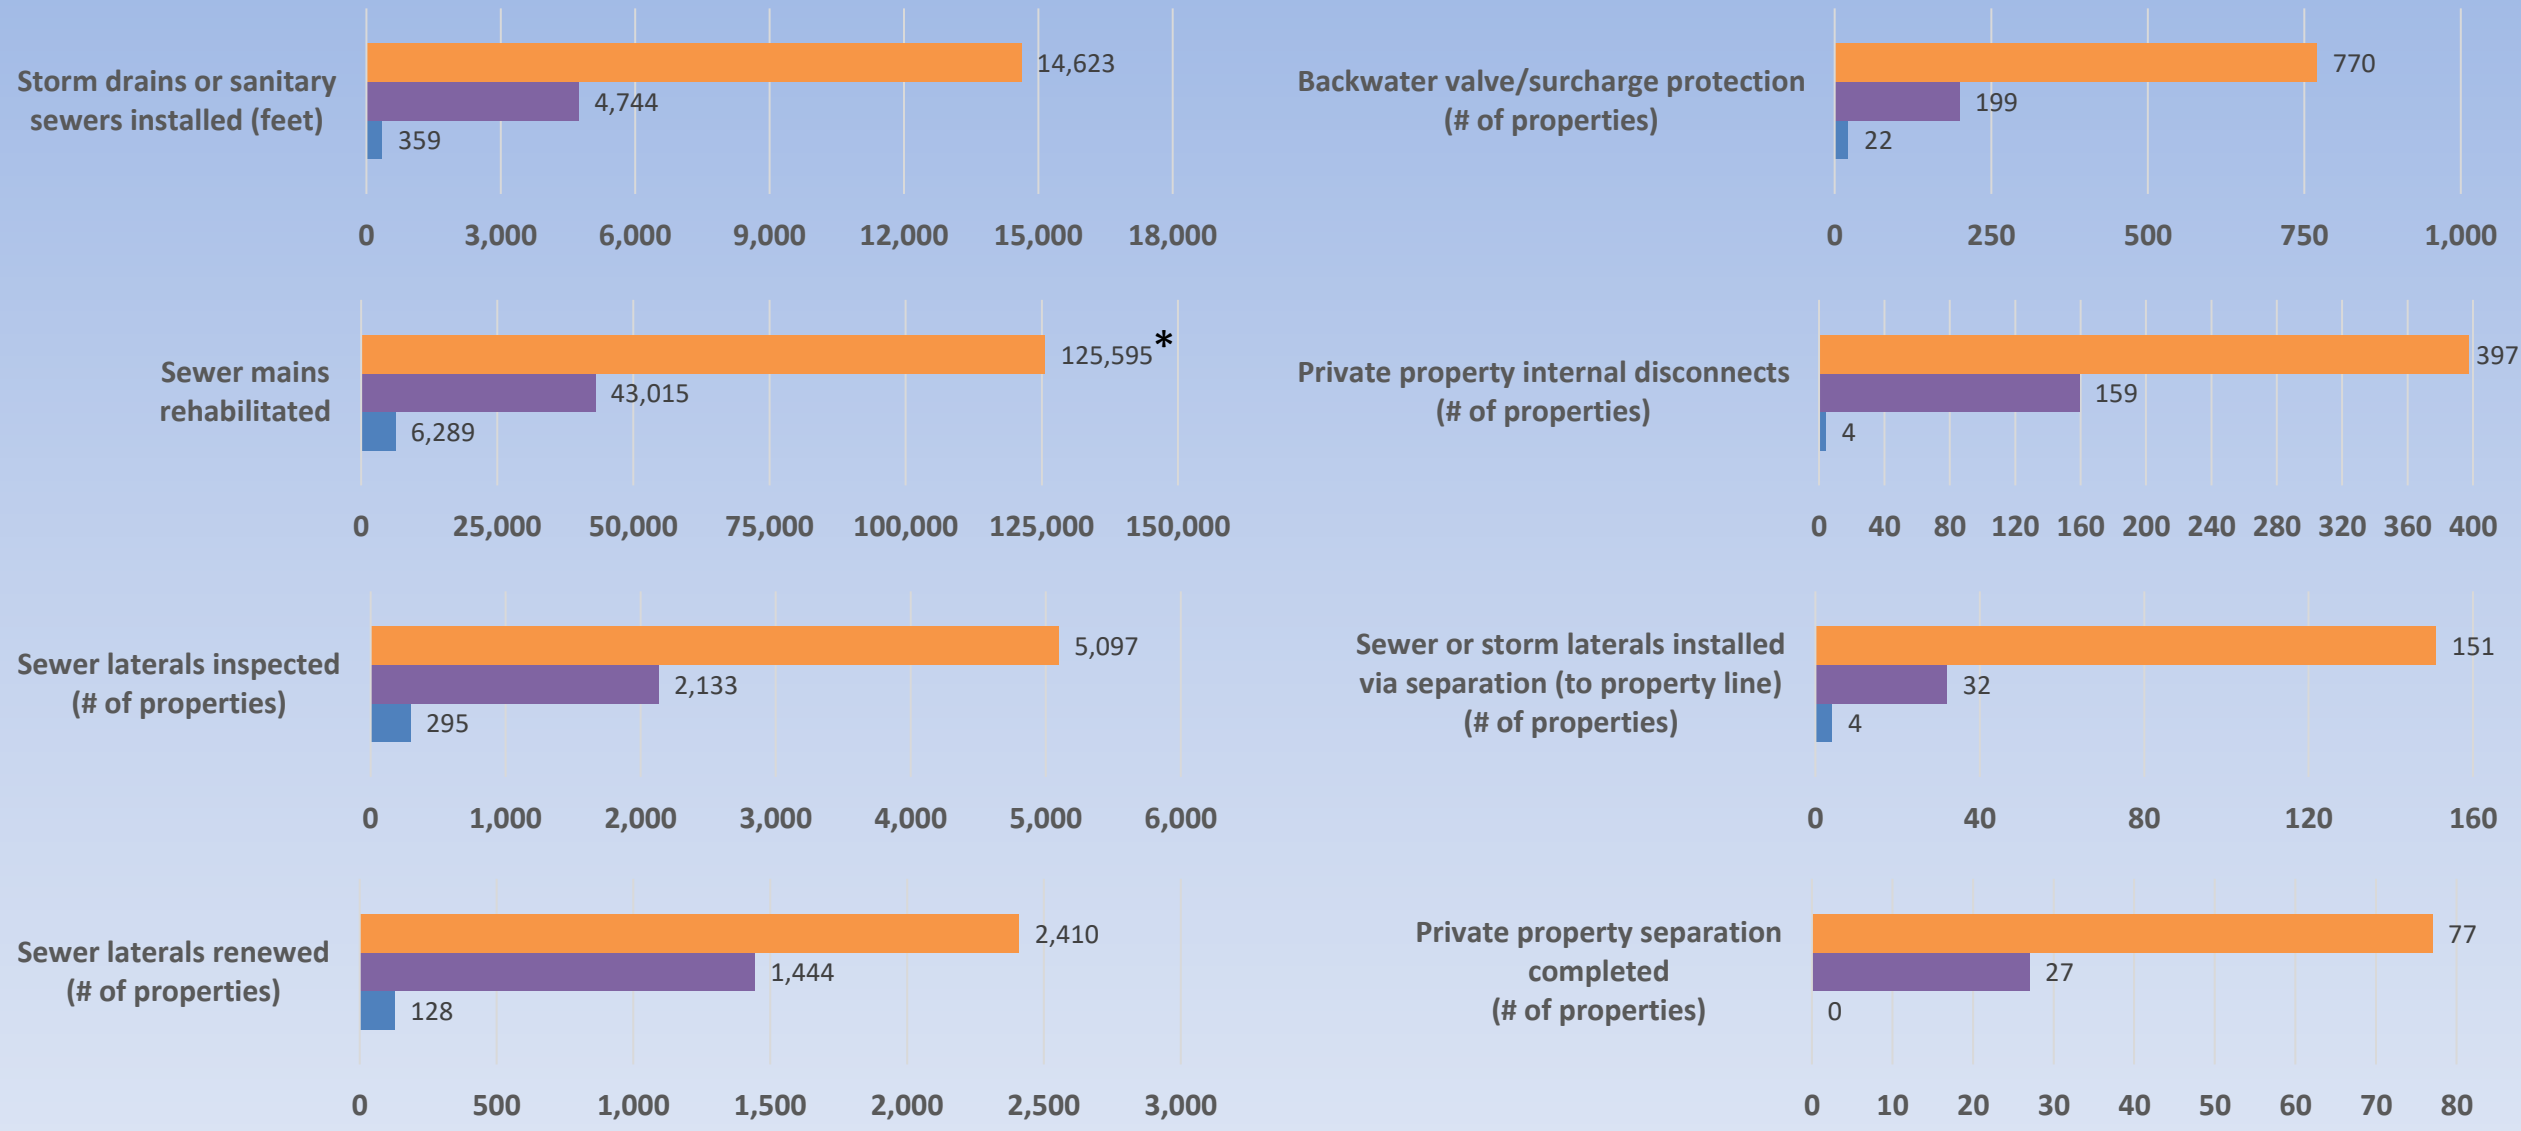 Storm drains or sanitary
sewers installed (feet)
14,623
4,744
359
0 3,000 6,000 9,000 12,000 15,000 18,000
Backwater valve/surcharge protection
(# of properties)
770
199
22
0 250 500 750 1,000
Sewer mains
rehabilitated
125,595*
43,015
6,289
0 25,000 50,000 75,000 100,000 125,000 150,000
Private property internal disconnects
(# of properties)
397
159
4
0 40 80 120 160 200 240 280 320 360 400
Sewer laterals inspected
(# of properties)
5,097
2,133
295
0 1,000 2,000 3,000 4,000 5,000 6,000
Sewer or storm laterals installed
via separation (to property line)
(# of properties)
151
32
4
0 40 80 120 160
Sewer laterals renewed
(# of properties)
2,410
1,444
128
0 500 1,000 1,500 2,000 2,500 3,000
Private property separation
completed
(# of properties)
77
27
0
0 10 20 30 40 50 60 70 80